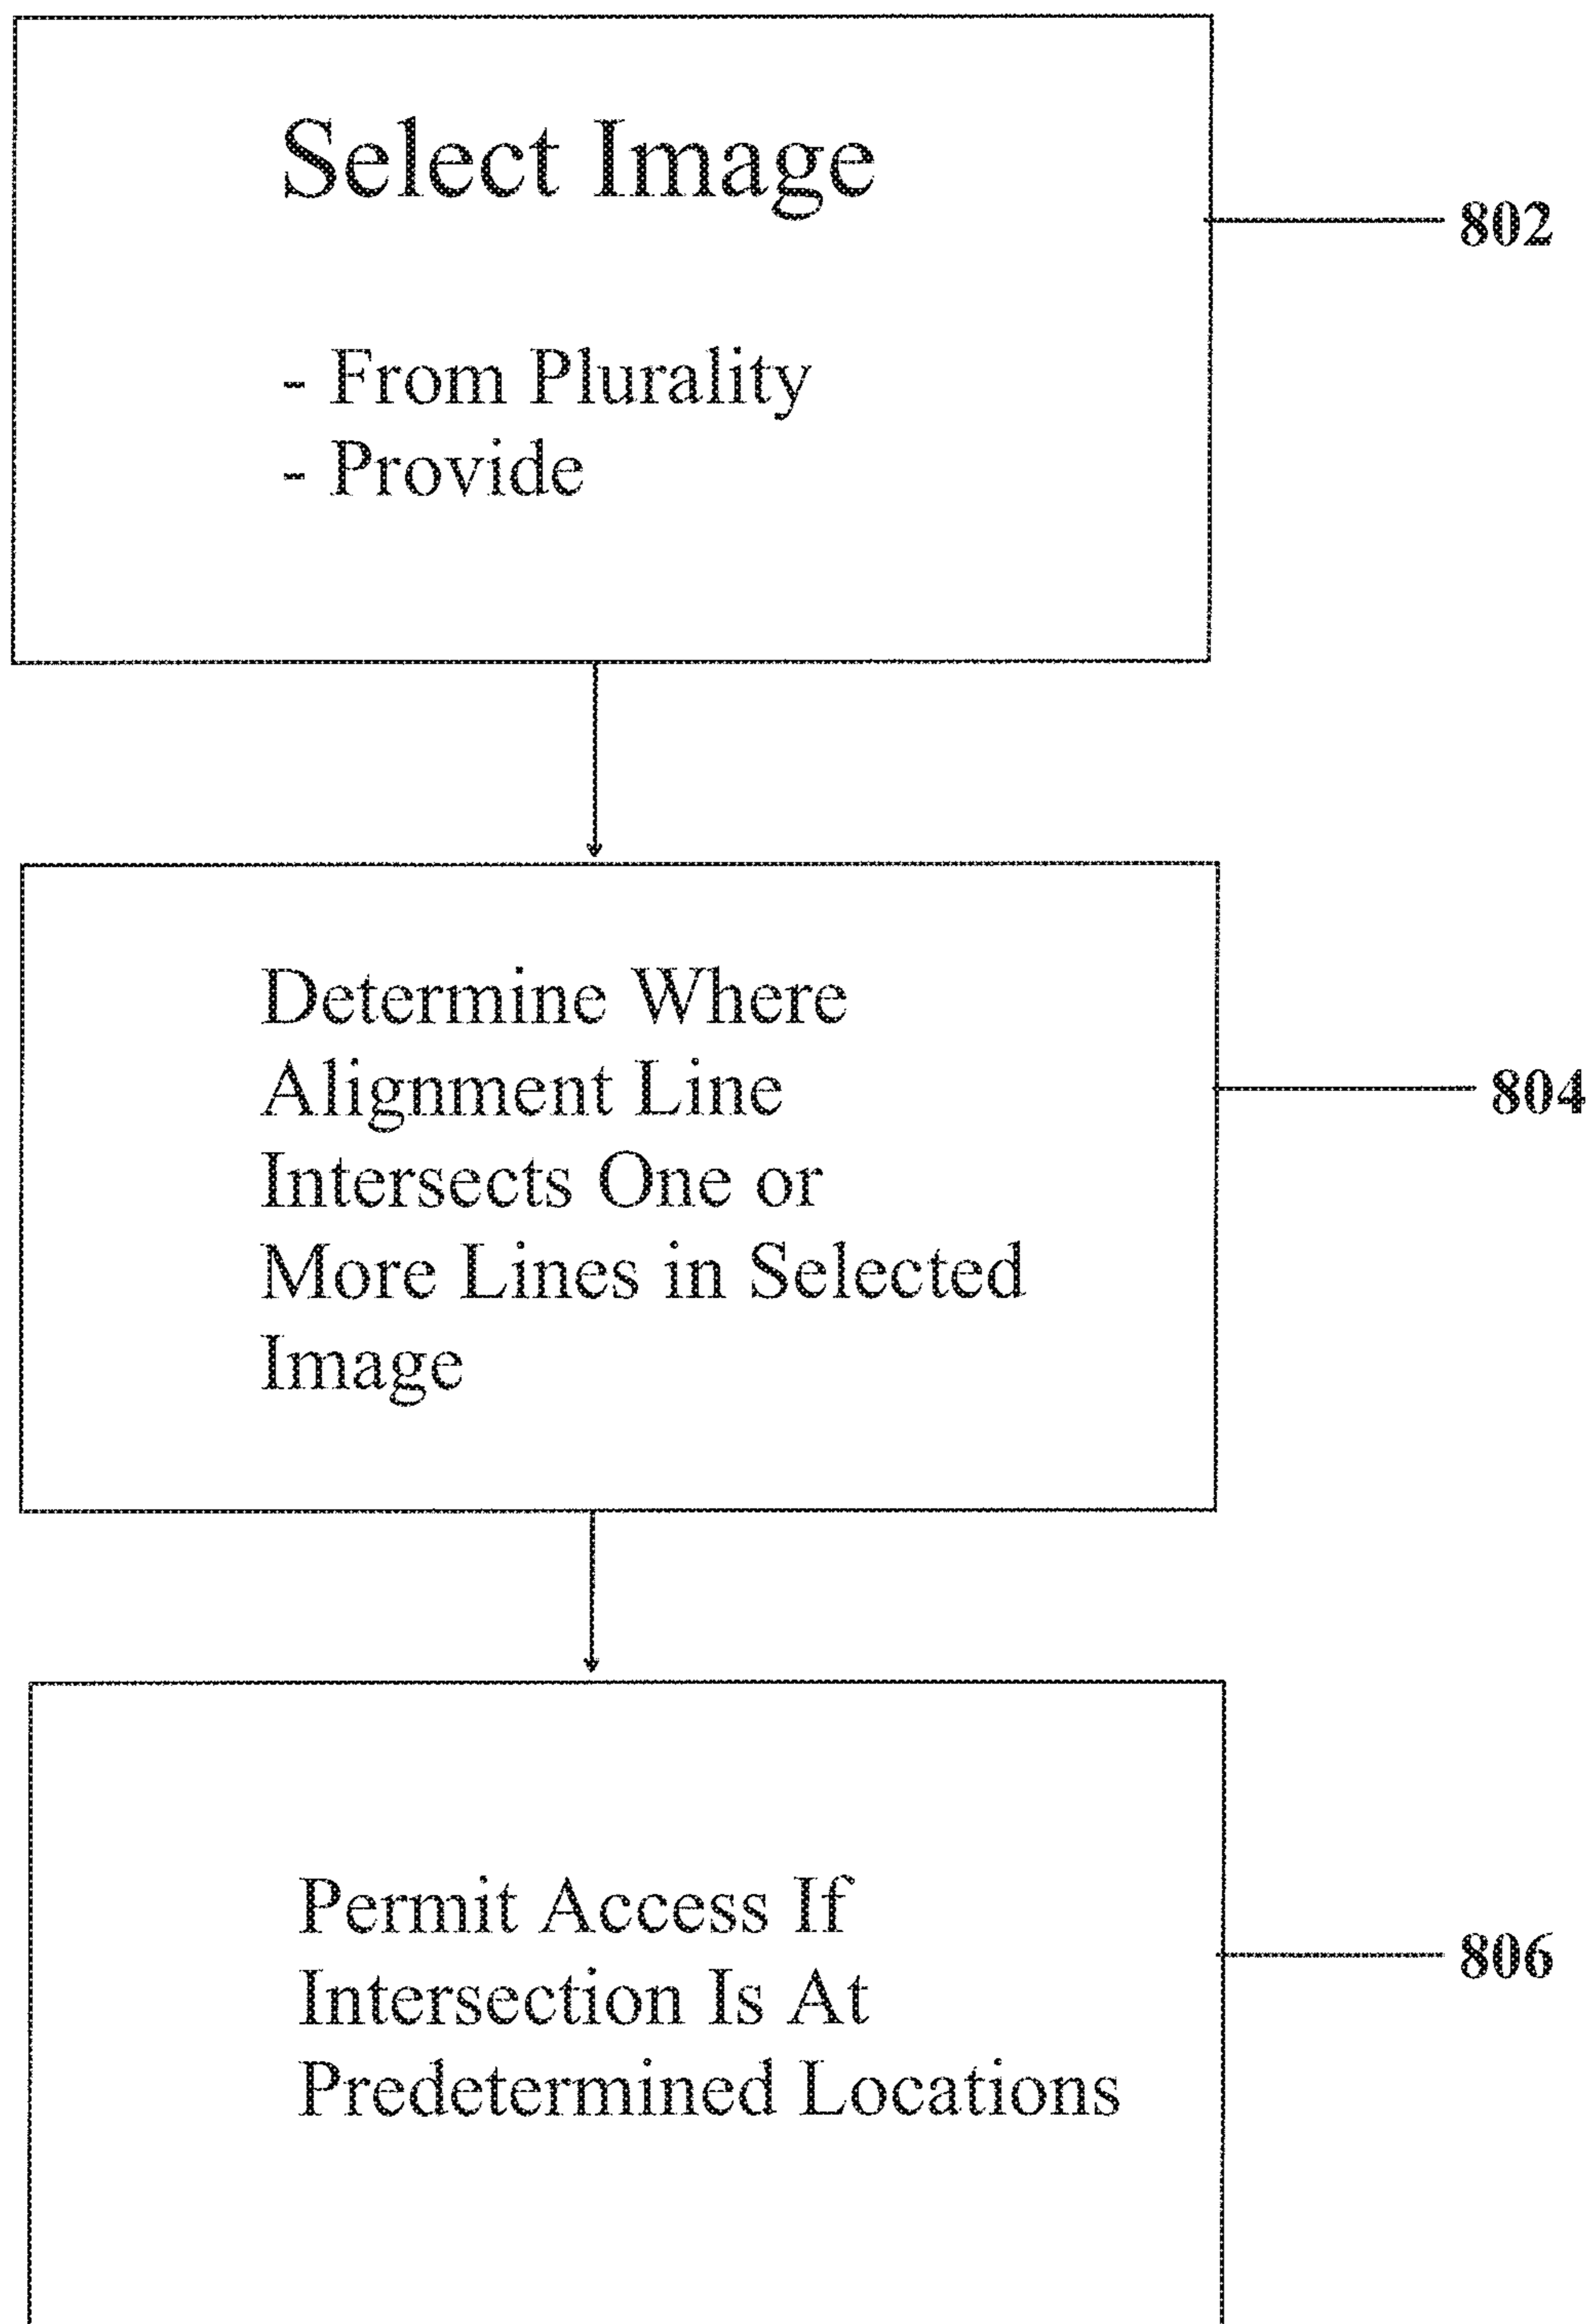 Select Image
802
- From Plurality
- Provide
Determine Where
Alignment Line
804
Intersects One or
More Lines in Selected
Image
Permit Access If
806
Intersection Is At
Predetermined Locations